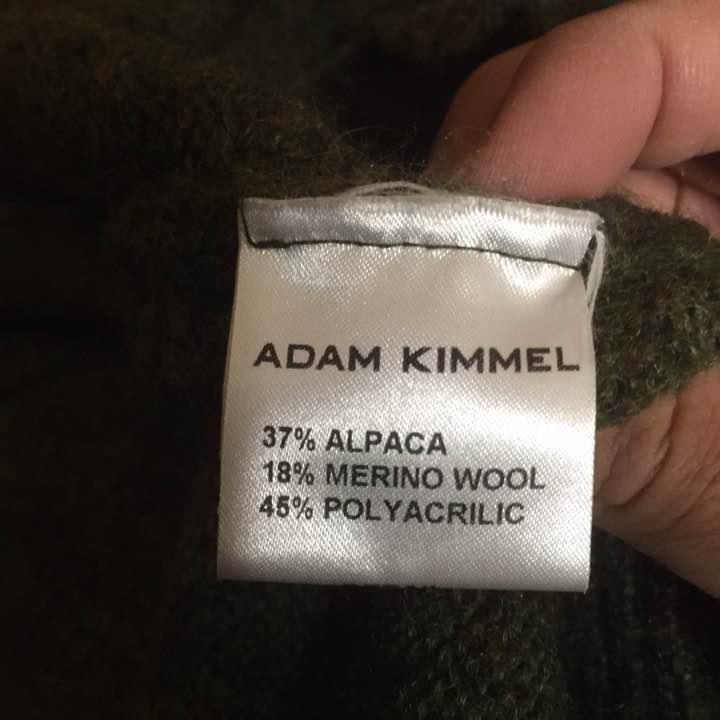 ADAM KIMMEL
37% ALPACA
18% MERINO WOOL
45% POLYACRILIC